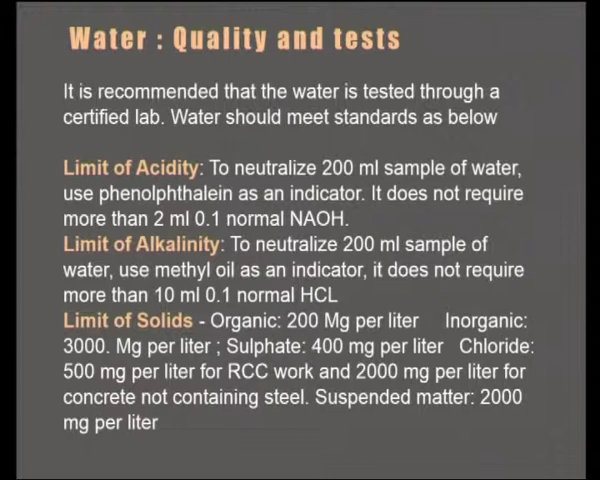 Water : Quality and tests
It is recommended that the water is tested through a
certified lab. Water should meet standards as below
Limit of Acidity: To neutralize 200 ml sample of water,
use phenolphthalein as an indicator. It does not require
more than 2 ml 0.1 normal NAOH.
Limit of Alkalinity: To neutralize 200 ml sample of
water, use methyl oil as an indicator, it does not require
more than 10 ml 0.1 normal HCL
Limit of Solids - Organic: 200 Mg per liter Inorganic:
3000. Mg per liter ; Sulphate: 400 mg per liter Chloride:
500 mg per liter for RCC work and 2000 mg per liter for
concrete not containing steel. Suspended matter: 2000
mg per liter